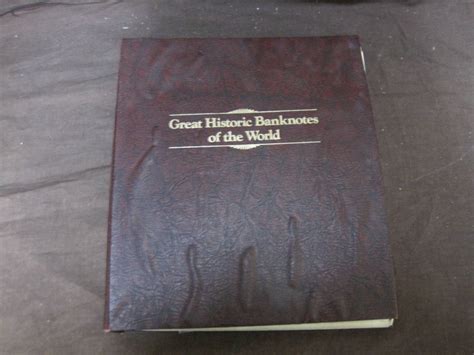 Great Historic Banknotes
of the World